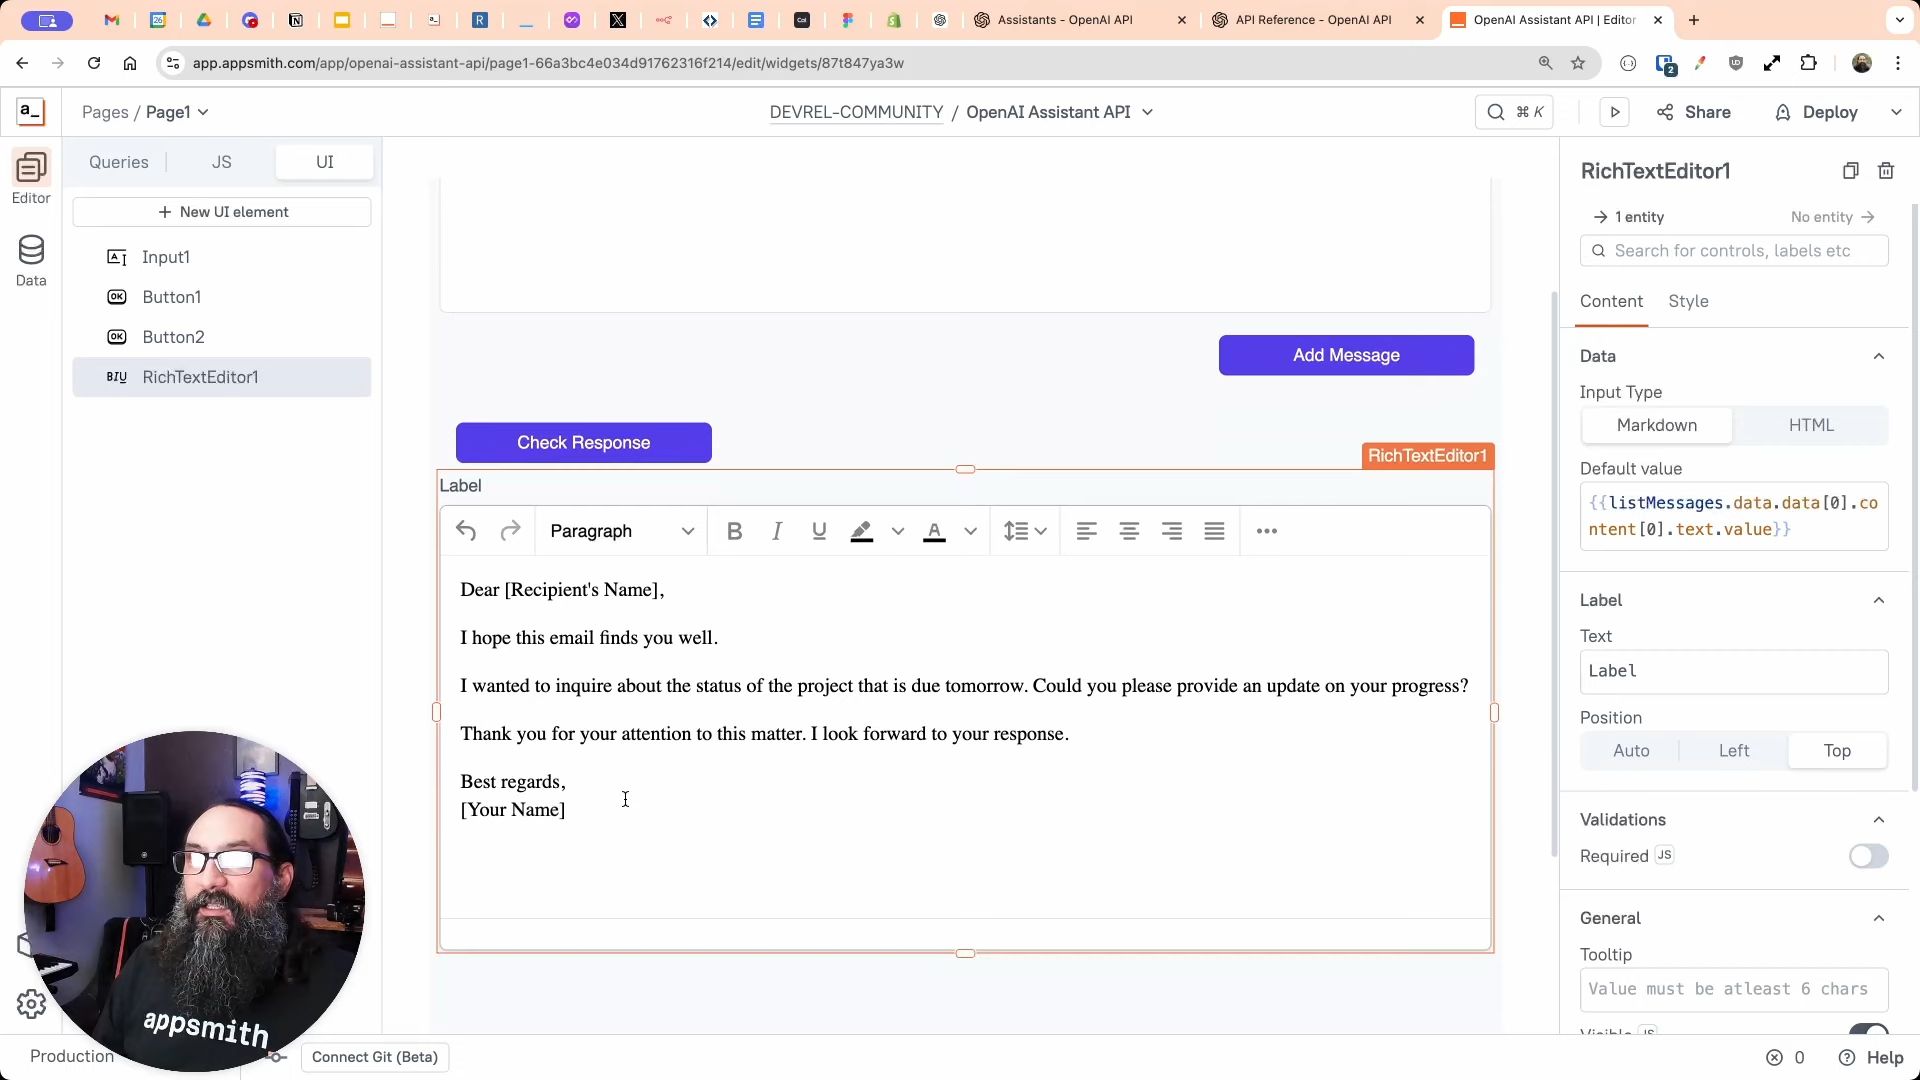 Assistants - OpenAI API
API Reference - OpenAI API
OpenAI Assistant API | Editor
app.appsmith.com/app/openai-assistant-api/page1-66a3bc4e034d91762316f214/edit/widgets/87t847ya3w
2
a_
Pages / Page1
DEVREL-COMMUNITY / OpenAI Assistant API
⌘ K
Share
Deploy
Editor
Data
Queries
JS
UI
+ New UI element
Input1
Button1
Button2
RichTextEditor1
Add Message
Check Response
RichTextEditor1
Label
Paragraph
B I U A
Dear [Recipient's Name],
I hope this email finds you well.
I wanted to inquire about the status of the project that is due tomorrow. Could you please provide an update on your progress?
Thank you for your attention to this matter. I look forward to your response.
Best regards,
[Your Name]
RichTextEditor1
1 entity
No entity
Search for controls, labels etc
Content
Style
Data
Input Type
Markdown
HTML
Default value
{{listMessages.data.data[0].co
ntent[0].text.value}}
Label
Text
Label
Position
Auto
Left
Top
Validations
Required JS
General
Tooltip
Value must be atleast 6 chars
Visible JS
appsmith
Production
Connect Git (Beta)
0
Help